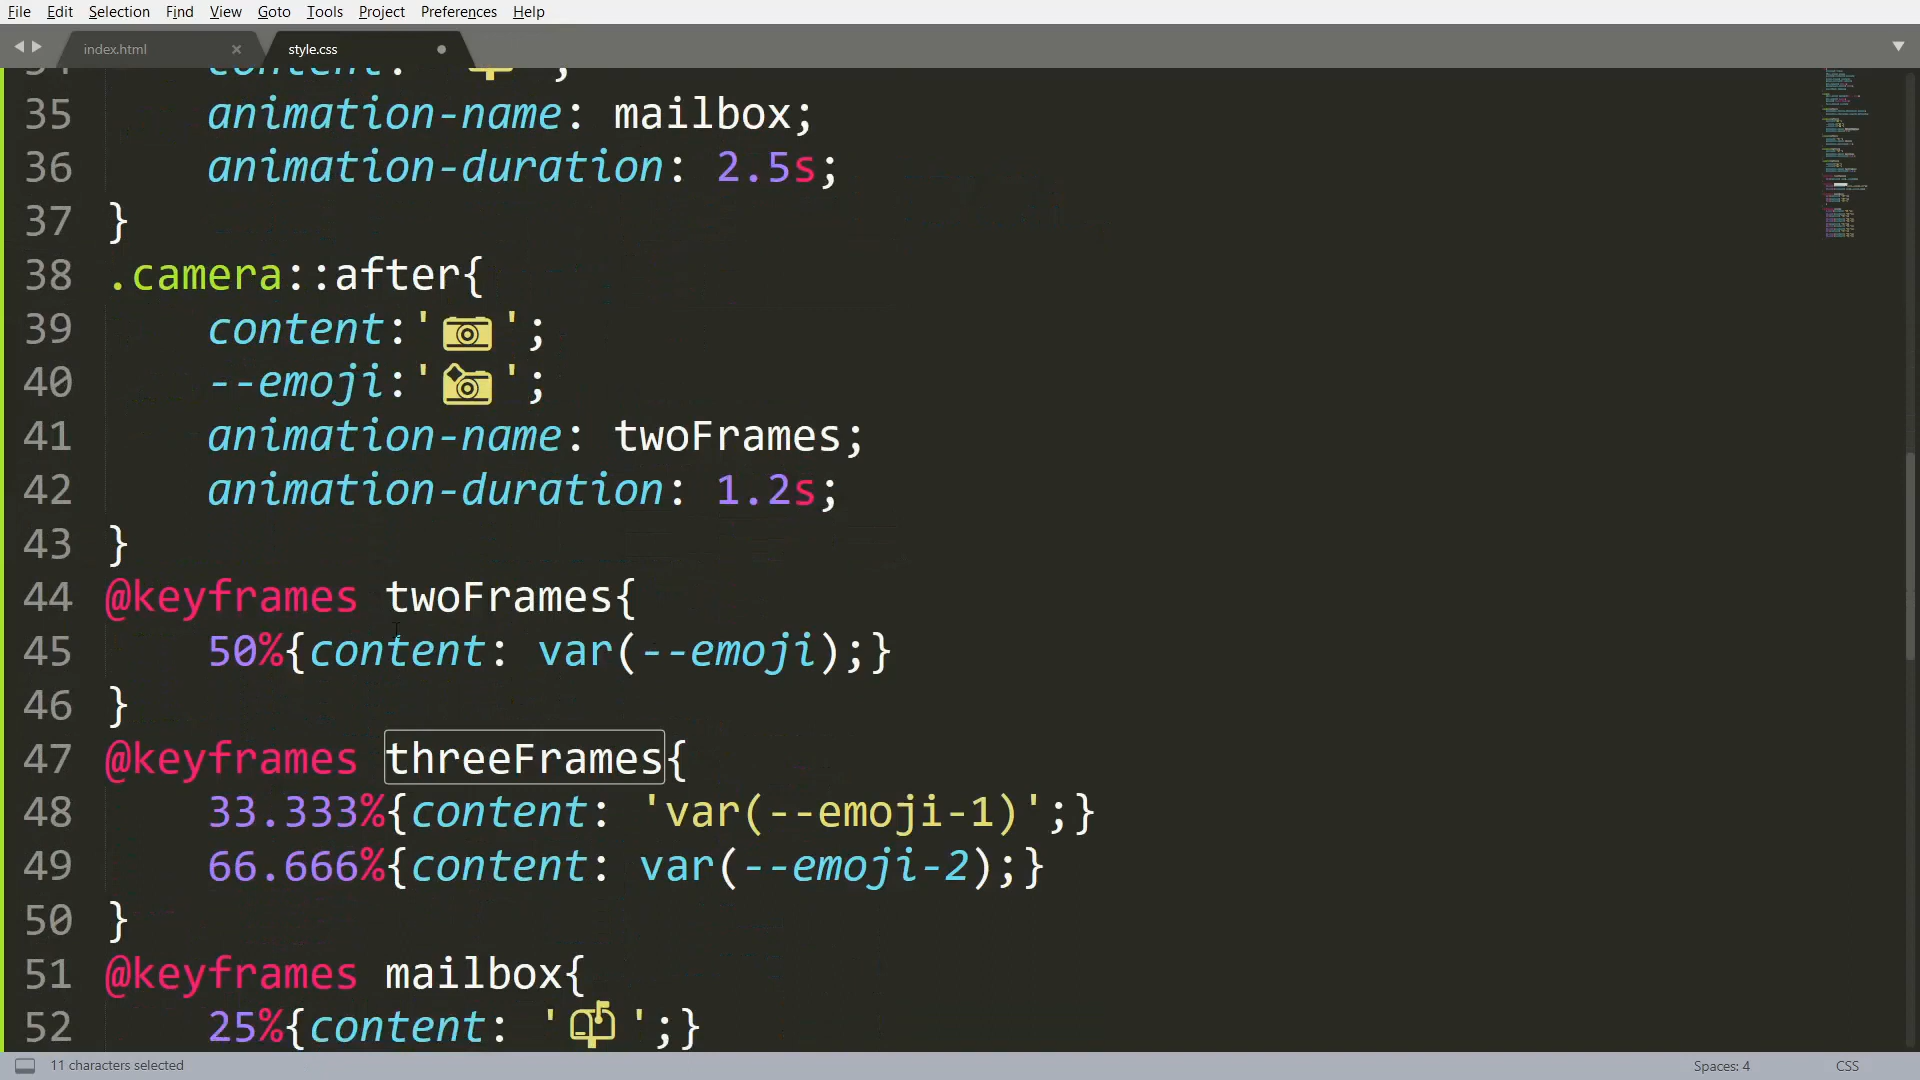 File Edit Selection Find View Goto Tools Project Preferences Help
index.html style.css
34 content: '📫';
35 animation-name: mailbox;
36 animation-duration: 2.5s;
37 }
38 .camera::after{
39 content:'📷';
40 --emoji:'📸';
41 animation-name: twoFrames;
42 animation-duration: 1.2s;
43 }
44 @keyframes twoFrames{
45 50%{content: var(--emoji);}
46 }
47 @keyframes threeFrames{
48 33.333%{content: 'var(--emoji-1)';}
49 66.666%{content: var(--emoji-2);}
50 }
51 @keyframes mailbox{
52 25%{content: '📫';}
11 characters selected Spaces: 4 CSS